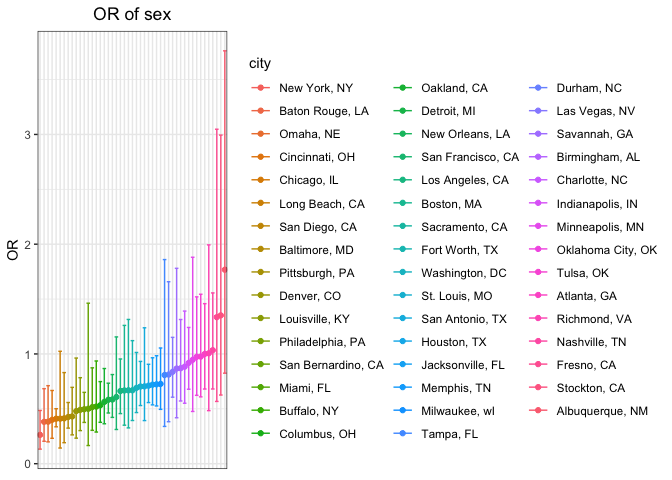 OR of sex
OR
3
2
1
0
city
New York, NY
Baton Rouge, LA
Omaha, NE
Cincinnati, OH
Chicago, IL
Long Beach, CA
San Diego, CA
Baltimore, MD
Pittsburgh, PA
Denver, CO
Louisville, KY
Philadelphia, PA
San Bernardino, CA
Miami, FL
Buffalo, NY
Columbus, OH
Oakland, CA
Detroit, MI
New Orleans, LA
San Francisco, CA
Los Angeles, CA
Boston, MA
Sacramento, CA
Fort Worth, TX
Washington, DC
St. Louis, MO
San Antonio, TX
Houston, TX
Jacksonville, FL
Memphis, TN
Milwaukee, wI
Tampa, FL
Durham, NC
Las Vegas, NV
Savannah, GA
Birmingham, AL
Charlotte, NC
Indianapolis, IN
Minneapolis, MN
Oklahoma City, OK
Tulsa, OK
Atlanta, GA
Richmond, VA
Nashville, TN
Fresno, CA
Stockton, CA
Albuquerque, NM